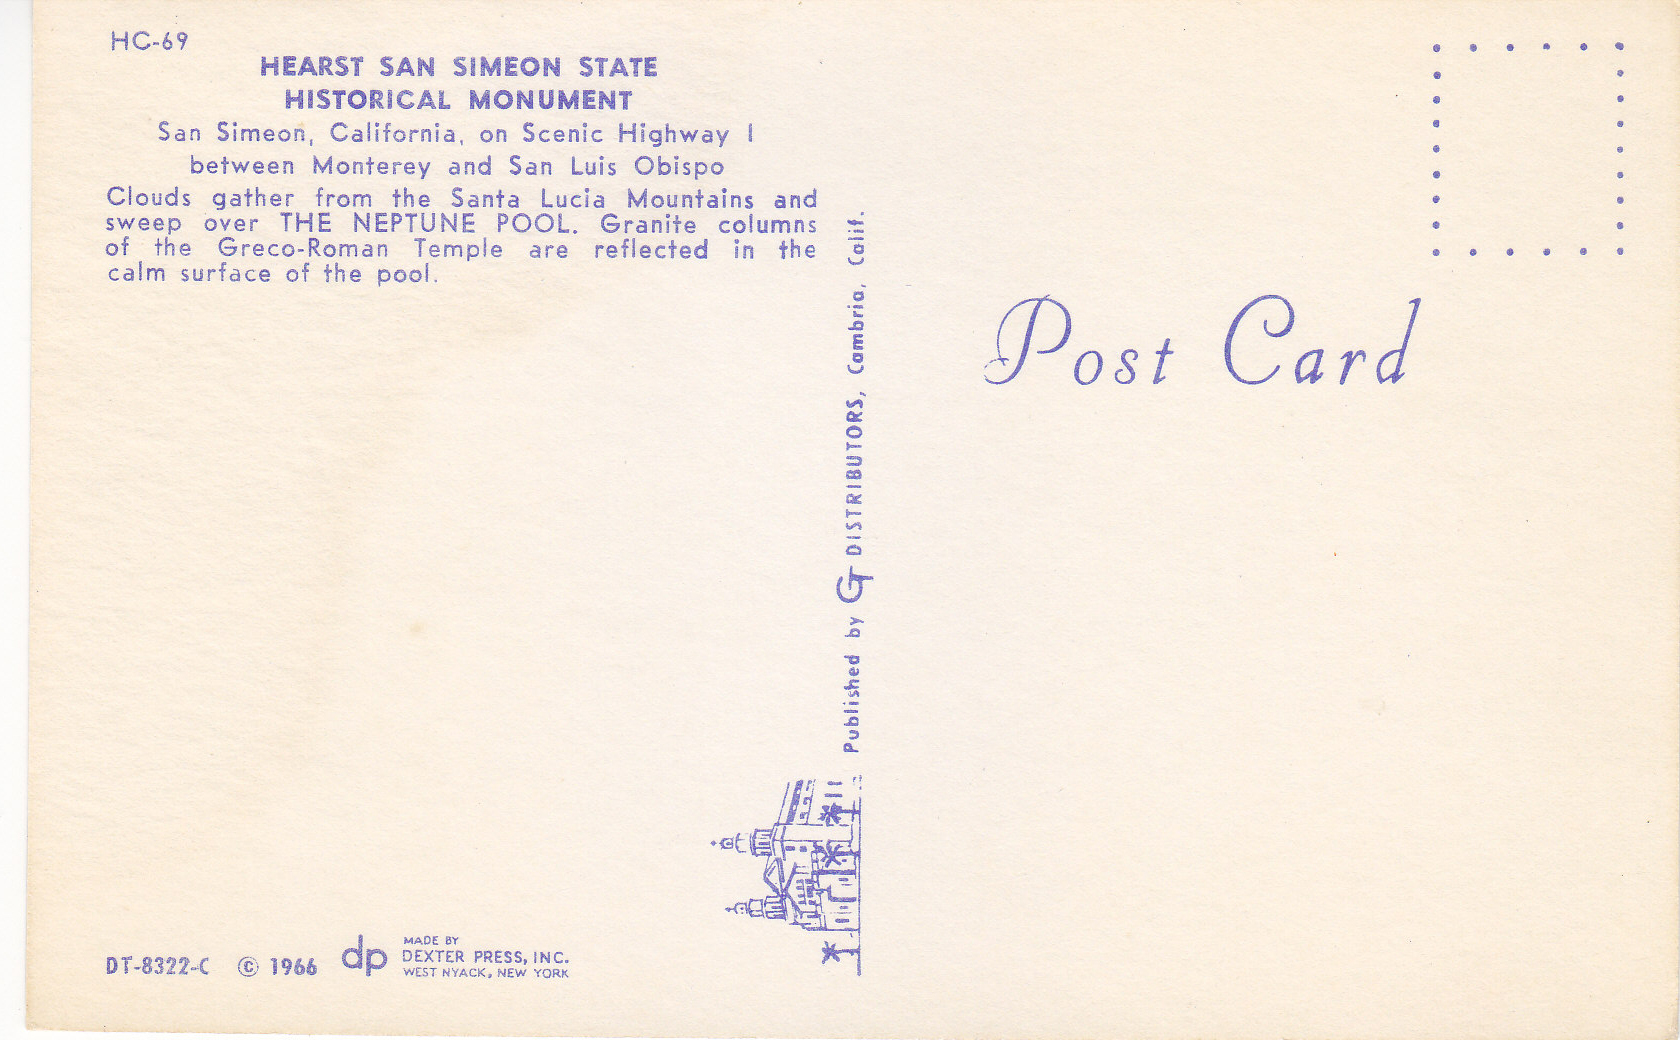 HC-69
HEARST SAN SIMEON STATE
HISTORICAL MONUMENT
San Simeon, California, on Scenic Highway 1
between Monterey and San Luis Obispo
Clouds gather from the Santa Lucia Mountains and
sweep over THE NEPTUNE POOL. Granite columns
of the Greco-Roman Temple are reflected in the
calm surface of the pool.
DT-8322-C © 1966
dp
MADE BY
DEXTER PRESS, INC.
WEST NYACK, NEW YORK
Published by GT DISTRIBUTORS, Cambria, Calif.
Post Card